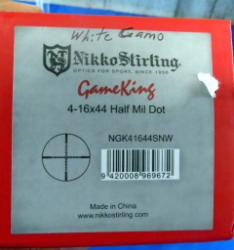 White Camo
NikkoStirling®
OPTICS FOR SPORT, SINCE 1956
GameKing
4-16x44 Half Mil Dot
NGK41644SNW
9 420008 969672
Made in China
www.nikkostirling.com